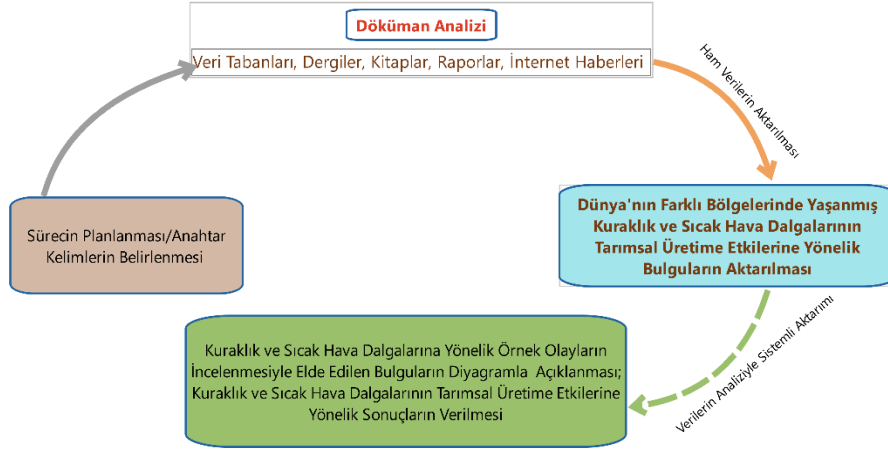 Döküman Analizi
Veri Tabanları, Dergiler, Kitaplar, Raporlar, İnternet Haberleri
Ham Verilerin Aktarılması
Sürecin Planlanması/Anahtar
Kelimlerin Belirlenmesi
Dünya'nın Farklı Bölgelerinde Yaşanmış
Kuraklık ve Sıcak Hava Dalgalarının
Tarımsal Üretime Etkilerine Yönelik
Bulguların Aktarılması
Verilerin Analiziyle Sistemli Aktarımı
Kuraklık ve Sıcak Hava Dalgalarına Yönelik Örnek Olayların
İncelenmesiyle Elde Edilen Bulguların Diyagramla Açıklanması;
Kuraklık ve Sıcak Hava Dalgalarının Tarımsal Üretime Etkilerine
Yönelik Sonuçların Verilmesi